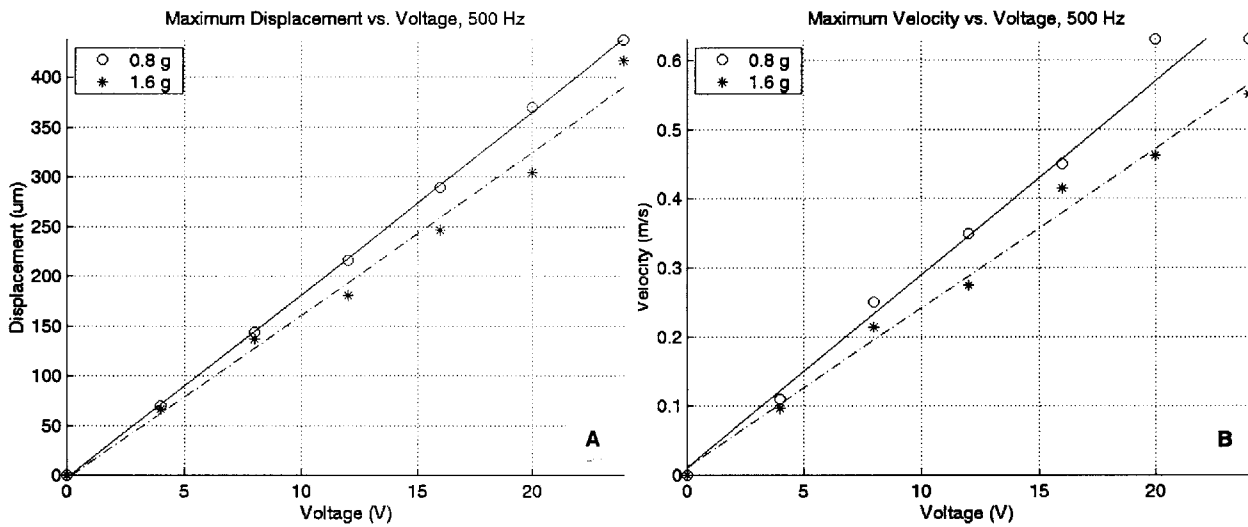 Maximum Displacement vs. Voltage, 500 Hz
0.8 g
1.6 g
400
350
300
250
200
150
100
50
0
0
5
10
15
20
Displacement (um)
Voltage (V)
A
Maximum Velocity vs. Voltage, 500 Hz
0.8 g
1.6 g
0.6
0.5
0.4
0.3
0.2
0.1
0
0
5
10
15
20
Velocity (m/s)
Voltage (V)
B